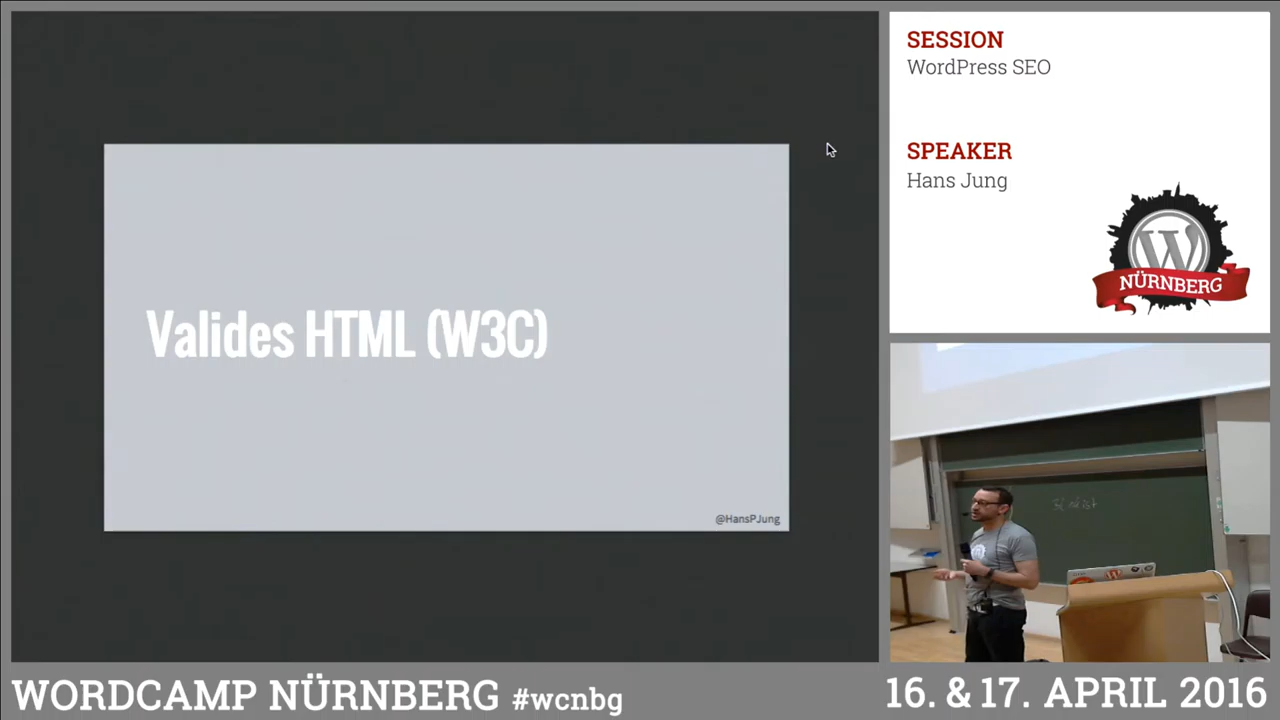 SESSION
WordPress SEO
SPEAKER
Hans Jung
NÜRNBERG
Valides HTML (W3C)
@HansPJung
WORDCAMP NÜRNBERG #wcnbg
16. & 17. APRIL 2016